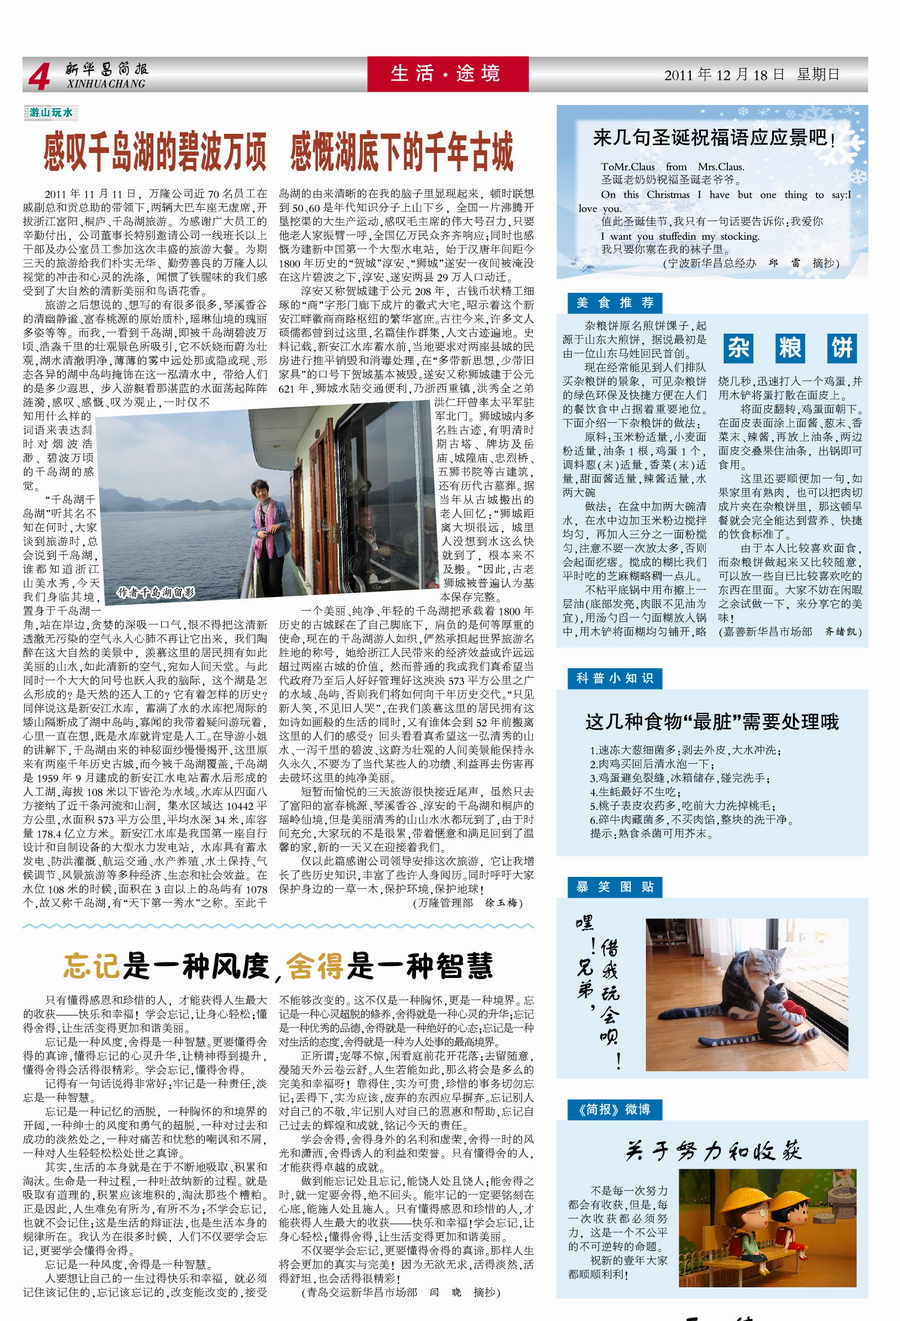 4
新华昌简报
XINHUACHANG
生活·途境
2011 年 12 月 18 日 星期日
游山玩水
感叹千岛湖的碧波万顷 感慨湖底下的千年古城
2011 年 11 月 11 日，万隆公司近 70 名员工在
戚副总和贡总助的带领下,两辆大巴车座无虚席,开
拔浙江富阳、桐庐、千岛湖旅游。为感谢广大员工的
辛勤付出，公司董事长特别邀请公司一线班长以上
干部及办公室员工参加这次丰盛的旅游大餐。为期
三天的旅游给我们朴实无华、勤劳善良的万隆人以
视觉的冲击和心灵的洗涤，闻惯了铁腥味的我们感
受到了大自然的清新美丽和鸟语花香。
旅游之后想说的、想写的有很多很多,琴溪香谷
的清幽静谧、富春桃源的原始质朴,瑶琳仙境的瑰丽
多姿等等。而我,一看到千岛湖,即被千岛湖碧波万
顷、浩淼千里的壮观景色所吸引,它不妖娆而蔚为壮
观,湖水清澈明净,薄薄的雾中远处那或隐或现、形
态各异的湖中岛屿掩饰在这一泓清水中，带给人们
的是多少遐思，步入游艇看那湛蓝的水面荡起阵阵
涟漪,感叹、感慨、叹为观止,一时仅不
知用什么样的
词语来表达刹
时对烟波浩
渺、碧波万顷
的千岛湖的感
觉。
“千岛湖千
岛湖”听其名不
知在何时,大家
谈到旅游时,总
会说到千岛湖,
谁都知道浙江
山美水秀,今天
我们身临其境,
置身于千岛湖一
角,站在岸边,贪婪的深吸一口气,恨不得把这清新
透澈无污染的空气永人心肺不再让它出来，我们陶
醉在这大自然的美景中，羡慕这里的居民拥有如此
美丽的山水,如此清新的空气,宛如人间天堂。与此
同时一个大大的问号也跃入我的脑际，这个湖是怎
么形成的? 是天然的还人工的? 它有着怎样的历史?
同伴说这是新安江水库，蓄满了水的水库把周际的
矮山隔断成了湖中岛屿,寡闻的我带着疑问游玩着,
心里一直在想,既是水库就肯定是人工。在导游小姐
的讲解下,千岛湖由来的神秘面纱慢慢揭开,这里原
来有两座千年历史古城,而今被千岛湖覆盖,千岛湖
是 1959 年 9 月建成的新安江水电站蓄水后形成的
人工湖,海拔 108 米以下皆沦为水域。水库从四面八
方接纳了近千条河流和山涧，集水区域达 10442 平
方公里,水面积 573 平方公里,平均水深 34 米,库容
量 178.4 亿立方米。新安江水库是我国第一座自行
设计和自制设备的大型水力发电站，水库具有蓄水
发电、防洪灌溉、航运交通、水产养殖、水土保持、气
候调节、风景旅游等多种经济、生态和社会效益。在
水位 108 米的时候,面积在 3 亩以上的岛屿有 1078
个,故又称千岛湖,有“天下第一秀水”之称。至此千
作者千岛湖留影
岛湖的由来清晰的在我的脑子里显现起来，顿时联想
到 50、60 是年代知识分子上山下乡，全国一片沸腾开
垦挖渠的大生产运动,感叹毛主席的伟大号召力,只要
他老人家振臂一呼,全国亿万民众齐齐响应;同时也感
慨为建新中国第一个大型水电站，始于汉唐年间距今
1800 年历史的“贺城”淳安、“狮城”遂安一夜间被淹没
在这片碧波之下,淳安、遂安两县 29 万人口动迁。
淳安又称贺城建于公元 208 年，古钱币状精工细
琢的“商”字形门廊下成片的徽式大宅,昭示着这个新
安江畔徽商商路枢纽的繁华富庶。古往今来,许多文人
硕儒都曾到过这里,名篇佳作群集,人文古迹遍地。史
料记载,新安江水库蓄水前,当地要求对两座县城的民
房进行推平销毁和消毒处理,在“多带新思想,少带旧
家具”的口号下贺城基本被毁。遂安又称狮城建于公元
621 年,狮城水陆交通便利,乃浙西重镇,洪秀全之弟
洪仁玕曾率太平军驻
军北门。狮城城内多
名胜古迹,有明清时
期古塔、牌坊及岳
庙、城隍庙、忠烈桥、
五狮书院等古建筑,
还有历代古墓葬。据
当年从古城搬出的
老人回忆:“狮城距
离大坝很远，城里
人没想到水这么快
就到了，根本来不
及搬。”因此,古老
狮城被普遍认为基
本保存完整。
一个美丽、纯净、年轻的千岛湖把承载着 1800 年
历史的古城踩在了自己脚底下，肩负的是何等厚重的
使命,现在的千岛湖游人如织,俨然承担起世界旅游名
胜地的称号，她给浙江人民带来的经济效益或许远远
超过两座古城的价值，然而普通的我或我们真希望当
代政府乃至后人好好管理好这泱泱 573 平方公里之广
的水域、岛屿,否则我们将如何向千年历史交代。“只见
新人笑,不见旧人哭”,在我们羡慕这里的居民拥有这
如诗如画般的生活的同时,又有谁体会到 52 年前搬离
这里的人们的感受? 回头看看真希望这一弘清秀的山
水、一泻千里的碧波、这蔚为壮观的人间美景能保持永
久永久,不要为了当代某些人的功绩、利益再去伤害再
去破坏这里的纯净美丽。
短暂而愉悦的三天旅游很快接近尾声，虽然只去
了富阳的富春桃源、琴溪香谷、淳安的千岛湖和桐庐的
瑶岭仙境,但是美丽清秀的山山水水都玩到了,由于时
间充允,大家玩的不是很累,带着惬意和满足回到了温
馨的家,新的一天又在迎接着我们。
仅以此篇感谢公司领导安排这次旅游，它让我增
长了些历史知识,丰富了些许人身阅历。同时呼吁大家
保护身边的一草一木,保护环境,保护地球!
(万隆管理部 徐玉梅)
忘记是一种风度,舍得是一种智慧
只有懂得感恩和珍惜的人，才能获得人生最大
的收获——快乐和幸福! 学会忘记,让身心轻松;懂
得舍得,让生活变得更加和谐美丽。
忘记是一种风度,舍得是一种智慧。更要懂得舍
得的真谛,懂得忘记的心灵升华,让精神得到提升,
懂得舍得会活得很精彩。学会忘记,懂得舍得。
记得有一句话说得非常好:牢记是一种责任,淡
忘是一种智慧。
忘记是一种记忆的洒脱，一种胸怀的和境界的
开阔,一种绅士的风度和勇气的超脱,一种对过去和
成功的淡然处之,一种对痛苦和忧愁的嘲讽和不屑,
一种对人生轻轻松松处世之真谛。
其实,生活的本身就是在于不断地吸取、积累和
淘汰。生命是一种过程,一种吐故纳新的过程。就是
吸取有道理的,积累应该堆积的,淘汰那些个糟粕。
正是因此,人生难免有所为,有所不为;不学会忘记,
也就不会记住;这是生活的辩证法,也是生活本身的
规律所在。我认为在很多时候，人们不仅要学会忘
记,更要学会懂得舍得。
忘记是一种风度,舍得是一种智慧。
人要想让自己的一生过得快乐和幸福，就必须
记住该记住的,忘记该忘记的,改变能改变的,接受
不能够改变的。这不仅是一种胸怀,更是一种境界。忘
记是一种心灵超脱的修养,舍得就是一种心灵的升华;忘记
是一种优秀的品德,舍得就是一种绝好的心态;忘记是一种
对生活的态度,舍得就是一种为人处事的最高境界。
正所谓:宠辱不惊,闲看庭前花开花落;去留随意,
漫随天外云卷云舒。人生若能如此,那么将会是多么的
完美和幸福呀! 靠得住,实为可贵,珍惜的事务切勿忘
记;丢得下,实为应该,废弃的东西应早摒弃。忘记别人
对自己的不敬,牢记别人对自己的恩惠和帮助,忘记自
己过去的辉煌和成就,铭记今天的责任。
学会舍得,舍得身外的名利和虚荣,舍得一时的风
光和潇洒,舍得诱人的利益和荣誉。只有懂得舍的人,
才能获得卓越的成就。
做到能忘记处且忘记,能饶人处且饶人;能舍得之
时,就一定要舍得,绝不回头。能牢记的一定要铭刻在
心底,能施人处且施人。只有懂得感恩和珍惜的人,才
能获得人生最大的收获——快乐和幸福!学会忘记,让
身心轻松;懂得舍得,让生活变得更加和谐美丽。
不仅要学会忘记,更要懂得舍得的真谛。那样人生
将会更加的真实与完美! 因为无欲无求,活得淡然,活
得舒坦,也会活得很精彩!
(青岛交运新华昌市场部 闫 晓 摘抄)
来几句圣诞祝福语应应景吧!
ToMr.Claus from Mrs.Claus.
圣诞老奶奶祝福圣诞老爷爷。
On this Christmas I have but one thing to say:I
love you.
值此圣诞佳节,我只有一句话要告诉你:我爱你
I want you stuffedin my stocking.
我只要你塞在我的袜子里。
(宁波新华昌总经办 邱 雷 摘抄)
美食推荐
杂粮饼
杂粮饼原名煎饼馃子,起
源于山东大煎饼，据说最初是
由一位山东马姓回民首创。
现在经常能见到人们排队
买杂粮饼的景象，可见杂粮饼
的绿色环保及快捷方便在人们
的餐饮食中占据着重要地位。
下面介绍一下杂粮饼的做法：
原料:玉米粉适量,小麦面
粉适量,油条 1 根,鸡蛋 1 个,
调料葱(末)适量,香菜(末)适
量,甜面酱适量,辣酱适量,水
两大碗
做法：在盆中加两大碗清
水，在水中边加玉米粉边搅拌
均匀，再加入三分之一面粉搅
匀,注意不要一次放太多,否则
会起面疙瘩。搅成的糊比我们
平时吃的芝麻糊略稠一点儿。
不粘平底锅中用布擦上一
层油(底部发亮,肉眼不见油为
宜),用汤勺舀一勺面糊放入锅
中,用木铲将面糊均匀铺开,略
烧几秒,迅速打入一个鸡蛋,并
用木铲将蛋打散在面皮上。
将面皮翻转,鸡蛋面朝下。
在面皮表面涂上面酱、葱末、香
菜末、辣酱,再放上油条,两边
面皮交叠果住油条，出锅即可
食用。
这里还要顺便加一句,如
果家里有熟肉，也可以把肉切
成片夹在杂粮饼里，那这顿早
餐就会完全能达到营养、快捷
的饮食标准了。
由于本人比较喜欢面食,
而杂粮饼做起来又比较随意,
可以放一些自已比较喜欢吃的
东西在里面。大家不妨在闲暇
之余试做一下，来分享它的美
味!
(嘉善新华昌市场部 齐绪凯)
科普小知识
这几种食物“最脏”需要处理哦
1.速冻大葱细菌多;剥去外皮,大水冲洗;
2.肉鸡买回后清水泡一下;
3.鸡蛋避免裂缝,冰箱储存,碰完洗手;
4.生蚝最好不生吃;
5.桃子表皮农药多,吃前大力洗掉桃毛;
6.碎牛肉藏菌多,不买肉馅,整块的洗干净。
提示:熟食杀菌可用芥末。
暴笑图贴
嘿!兄弟,
借我玩会呗!
《简报》微博
关于努力和收获
不是每一次努力
都会有收获,但是,每
一次收获都必须努
力，这是一个不公平
的不可逆转的命题。
祝新的壹年大家
都顺顺利利!